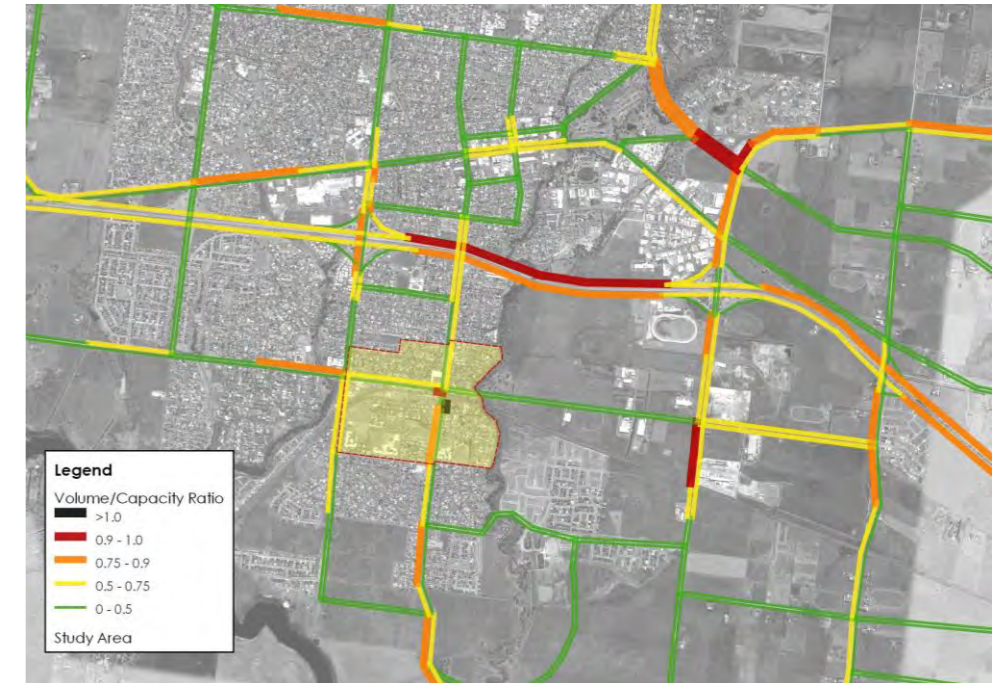 Legend
Volume/Capacity Ratio
>1.0
0.9 - 1.0
0.75 - 0.9
0.5 - 0.75
0 - 0.5
Study Area